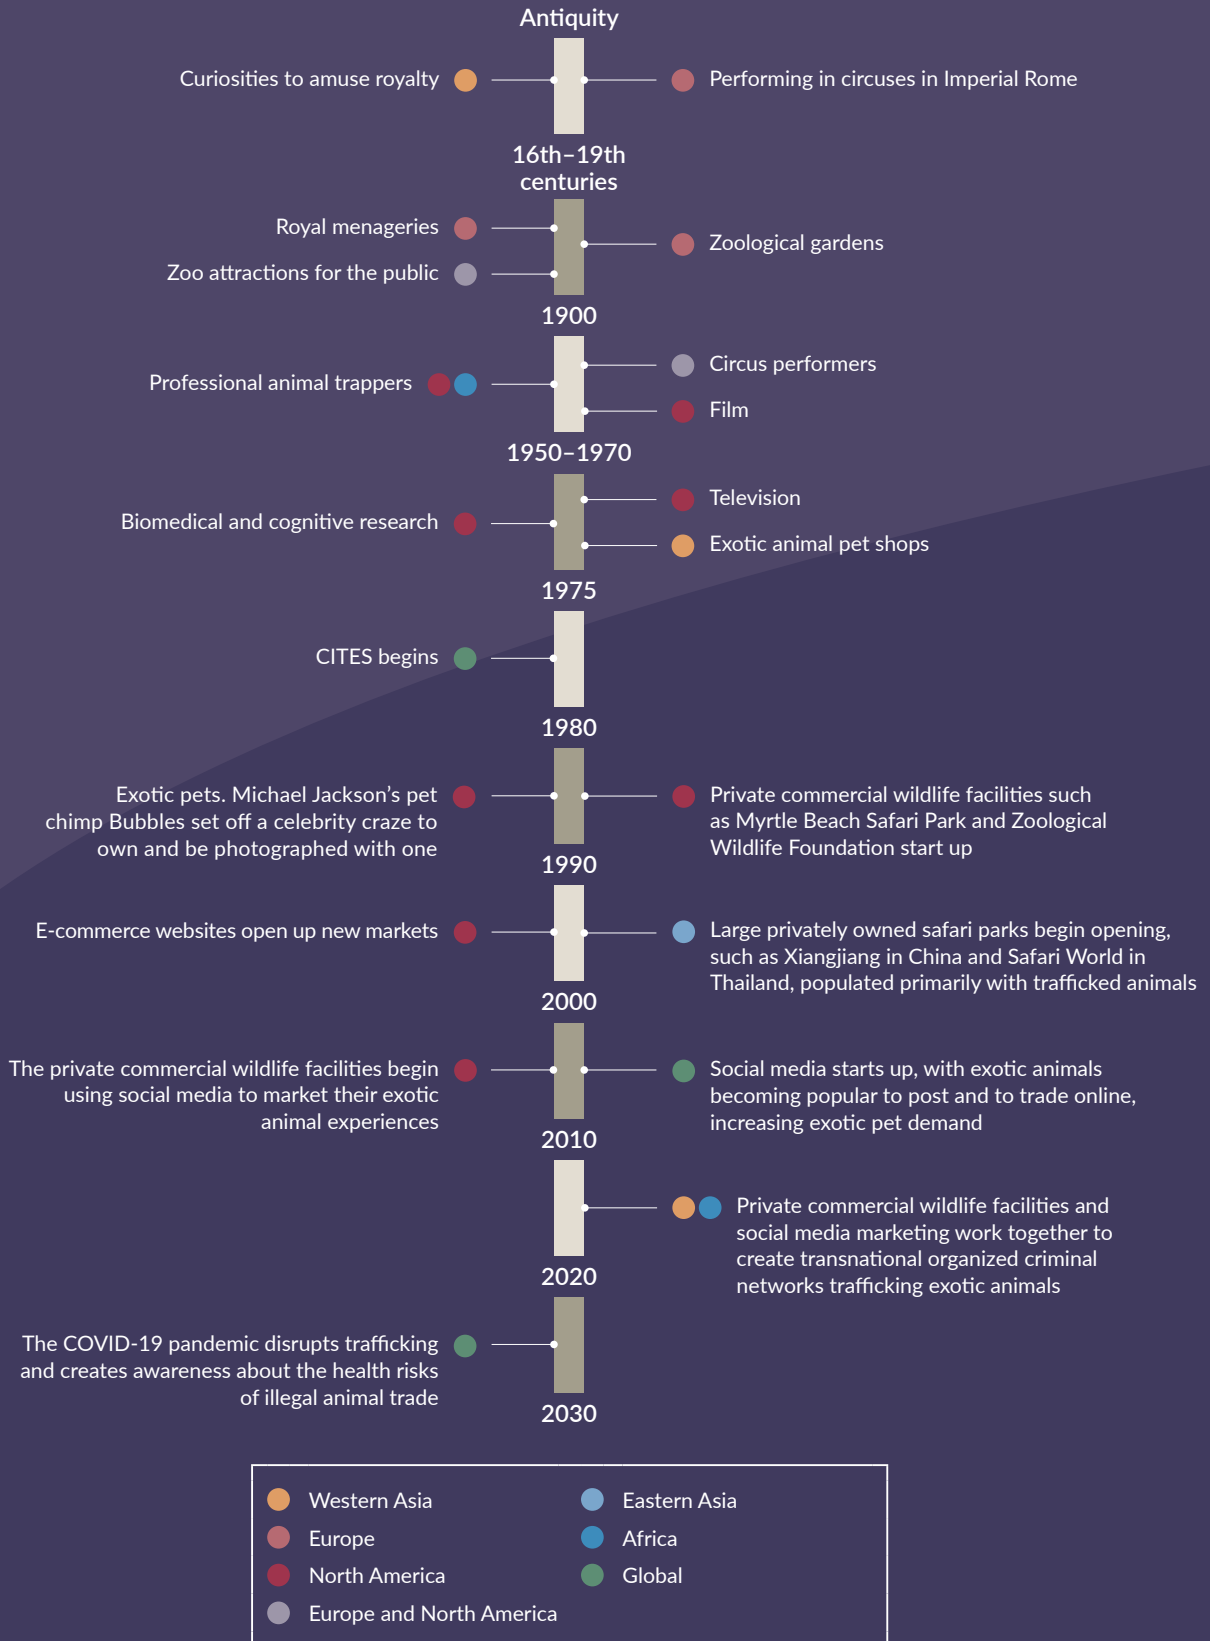 Antiquity
Curiosities to amuse royalty
Performing in circuses in Imperial Rome
16th–19th
centuries
Royal menageries
Zoological gardens
Zoo attractions for the public
1900
Circus performers
Professional animal trappers
Film
1950–1970
Television
Biomedical and cognitive research
Exotic animal pet shops
1975
CITES begins
1980
Exotic pets. Michael Jackson’s pet
chimp Bubbles set off a celebrity craze to
own and be photographed with one
Private commercial wildlife facilities such
as Myrtle Beach Safari Park and Zoological
Wildlife Foundation start up
1990
E-commerce websites open up new markets
Large privately owned safari parks begin opening,
such as Xiangjiang in China and Safari World in
Thailand, populated primarily with trafficked animals
2000
The private commercial wildlife facilities begin
using social media to market their exotic
animal experiences
Social media starts up, with exotic animals
becoming popular to post and to trade online,
increasing exotic pet demand
2010
Private commercial wildlife facilities and
social media marketing work together to
create transnational organized criminal
networks trafficking exotic animals
2020
The COVID-19 pandemic disrupts trafficking
and creates awareness about the health risks
of illegal animal trade
2030
Western Asia
Europe
North America
Europe and North America
Eastern Asia
Africa
Global